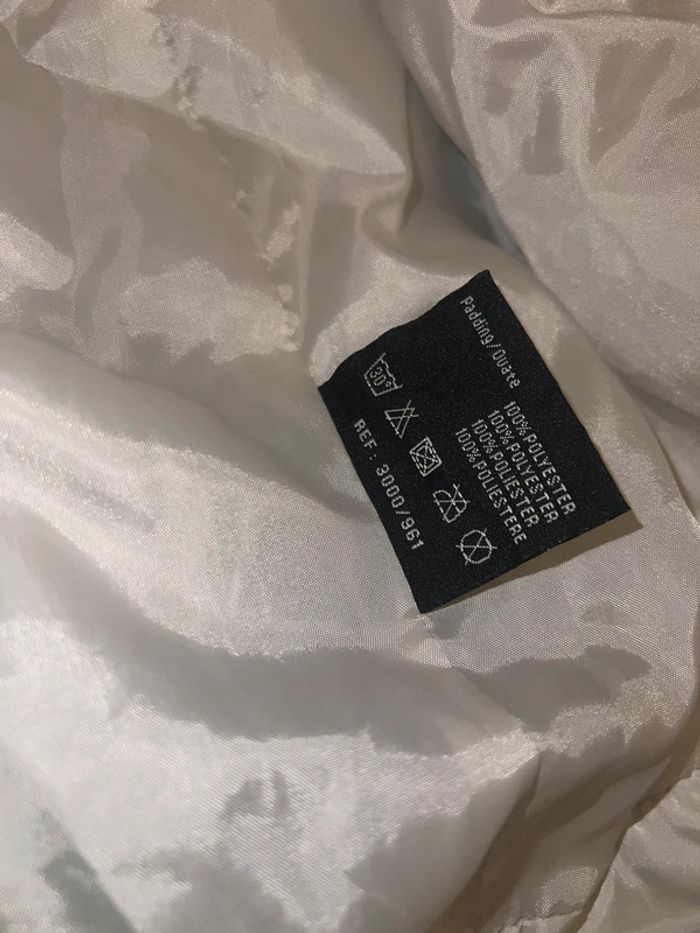 Padding/Ouate
100%POLYESTER
100%POLYESTER
100%POLIESTER
100%POLIESTERE
30°
REF: 3000/961